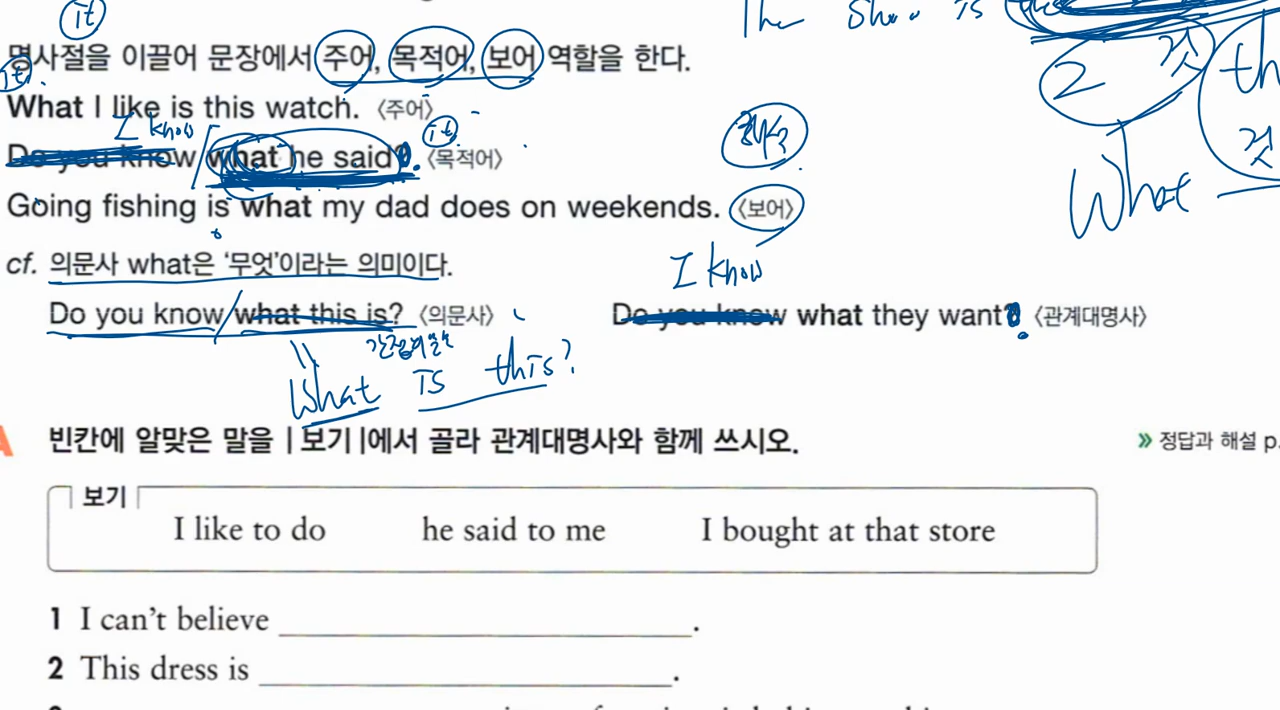 it
The Shoe is
명사절을 이끌어 문장에서 주어, 목적어, 보어 역할을 한다.
it.
2 것
th
것
What I like is this watch. 〈주어〉
I know
it
Do you know what he said?. 〈목적어〉
What
Going fishing is what my dad does on weekends. 〈보어〉
cf. 의문사 what은 ‘무엇’이라는 의미이다.
I know
Do you know / what this is? 〈의문사〉
Do you know what they want?. 〈관계대명사〉
What is this?
A 빈칸에 알맞은 말을 |보기|에서 골라 관계대명사와 함께 쓰시오.
» 정답과 해설 p.
보기
I like to do he said to me I bought at that store
1 I can’t believe .
2 This dress is .